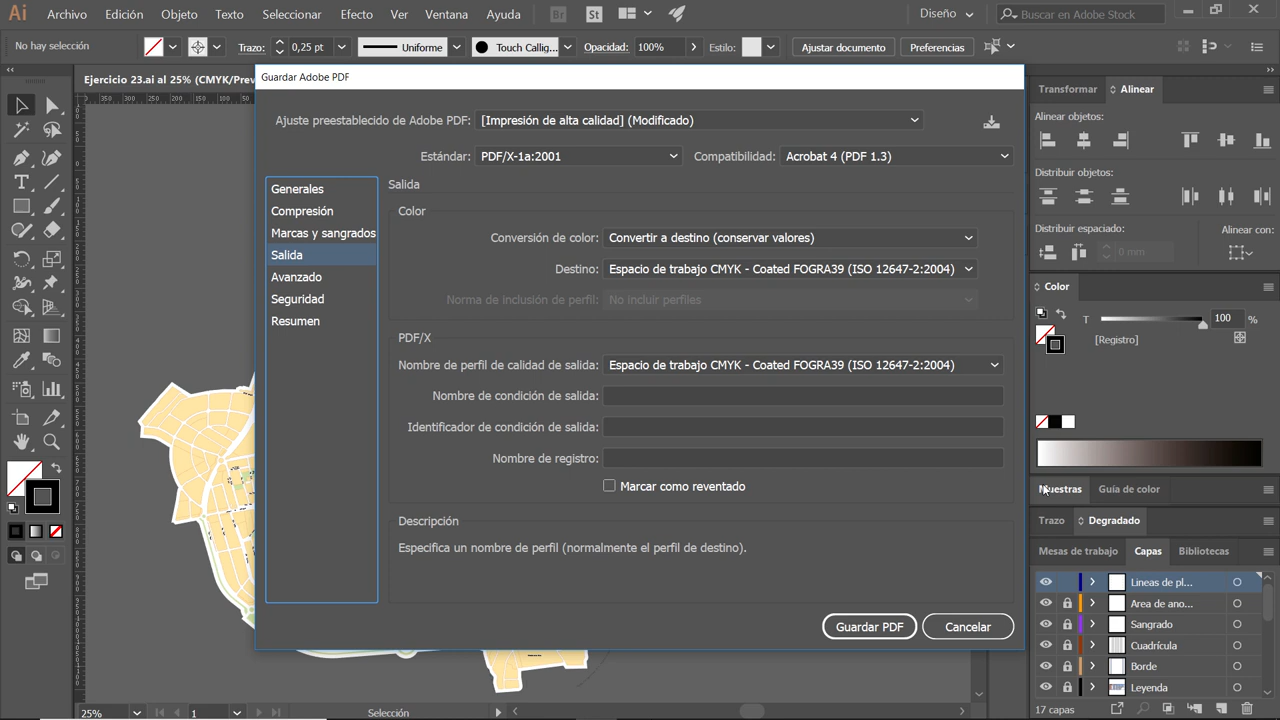 Ai Archivo Edición Objeto Texto Seleccionar Efecto Ver Ventana Ayuda Br St Diseño Buscar en Adobe Stock
No hay selección Trazo: 0,25 pt Uniforme Touch Callig... Opacidad: 100% Estilo: Ajustar documento Preferencias
Ejercicio 23.ai al 25% (CMYK/Prev
Guardar Adobe PDF
Ajuste preestablecido de Adobe PDF: [Impresión de alta calidad] (Modificado)
Estándar: PDF/X-1a:2001 Compatibilidad: Acrobat 4 (PDF 1.3)
Generales
Compresión
Marcas y sangrados
Salida
Avanzado
Seguridad
Resumen
Salida
Color
Conversión de color: Convertir a destino (conservar valores)
Destino: Espacio de trabajo CMYK - Coated FOGRA39 (ISO 12647-2:2004)
Norma de inclusión de perfil: No incluir perfiles
PDF/X
Nombre de perfil de calidad de salida: Espacio de trabajo CMYK - Coated FOGRA39 (ISO 12647-2:2004)
Nombre de condición de salida:
Identificador de condición de salida:
Nombre de registro:
Marcar como reventado
Descripción
Especifica un nombre de perfil (normalmente el perfil de destino).
Guardar PDF Cancelar
Transformar Alinear
Alinear objetos:
Distribuir objetos:
Distribuir espaciado: Alinear con:
0 mm
Color
T 100 %
[Registro]
Muestras Guía de color
Trazo Degradado
Mesas de trabajo Capas Bibliotecas
Lineas de pl...
Area de ano...
Sangrado
Cuadrícula
Borde
Leyenda
17 capas
25% 1 Selección